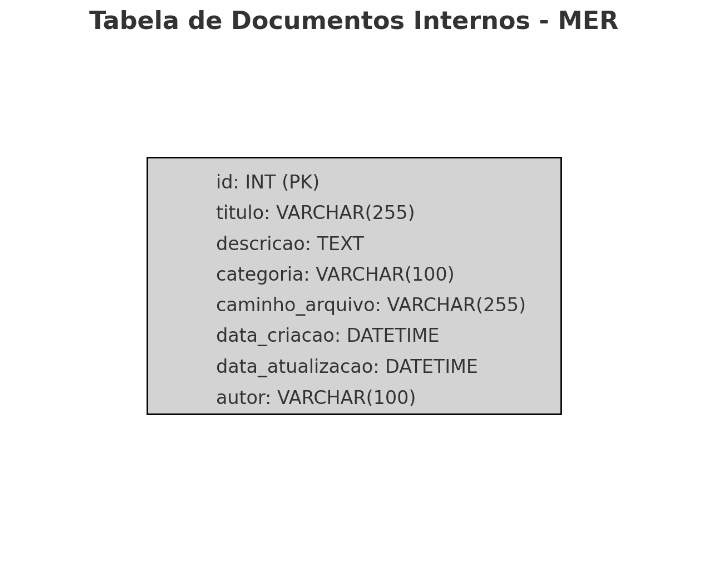 Tabela de Documentos Internos - MER
id: INT (PK)
titulo: VARCHAR(255)
descricao: TEXT
categoria: VARCHAR(100)
caminho_arquivo: VARCHAR(255)
data_criacao: DATETIME
data_atualizacao: DATETIME
autor: VARCHAR(100)